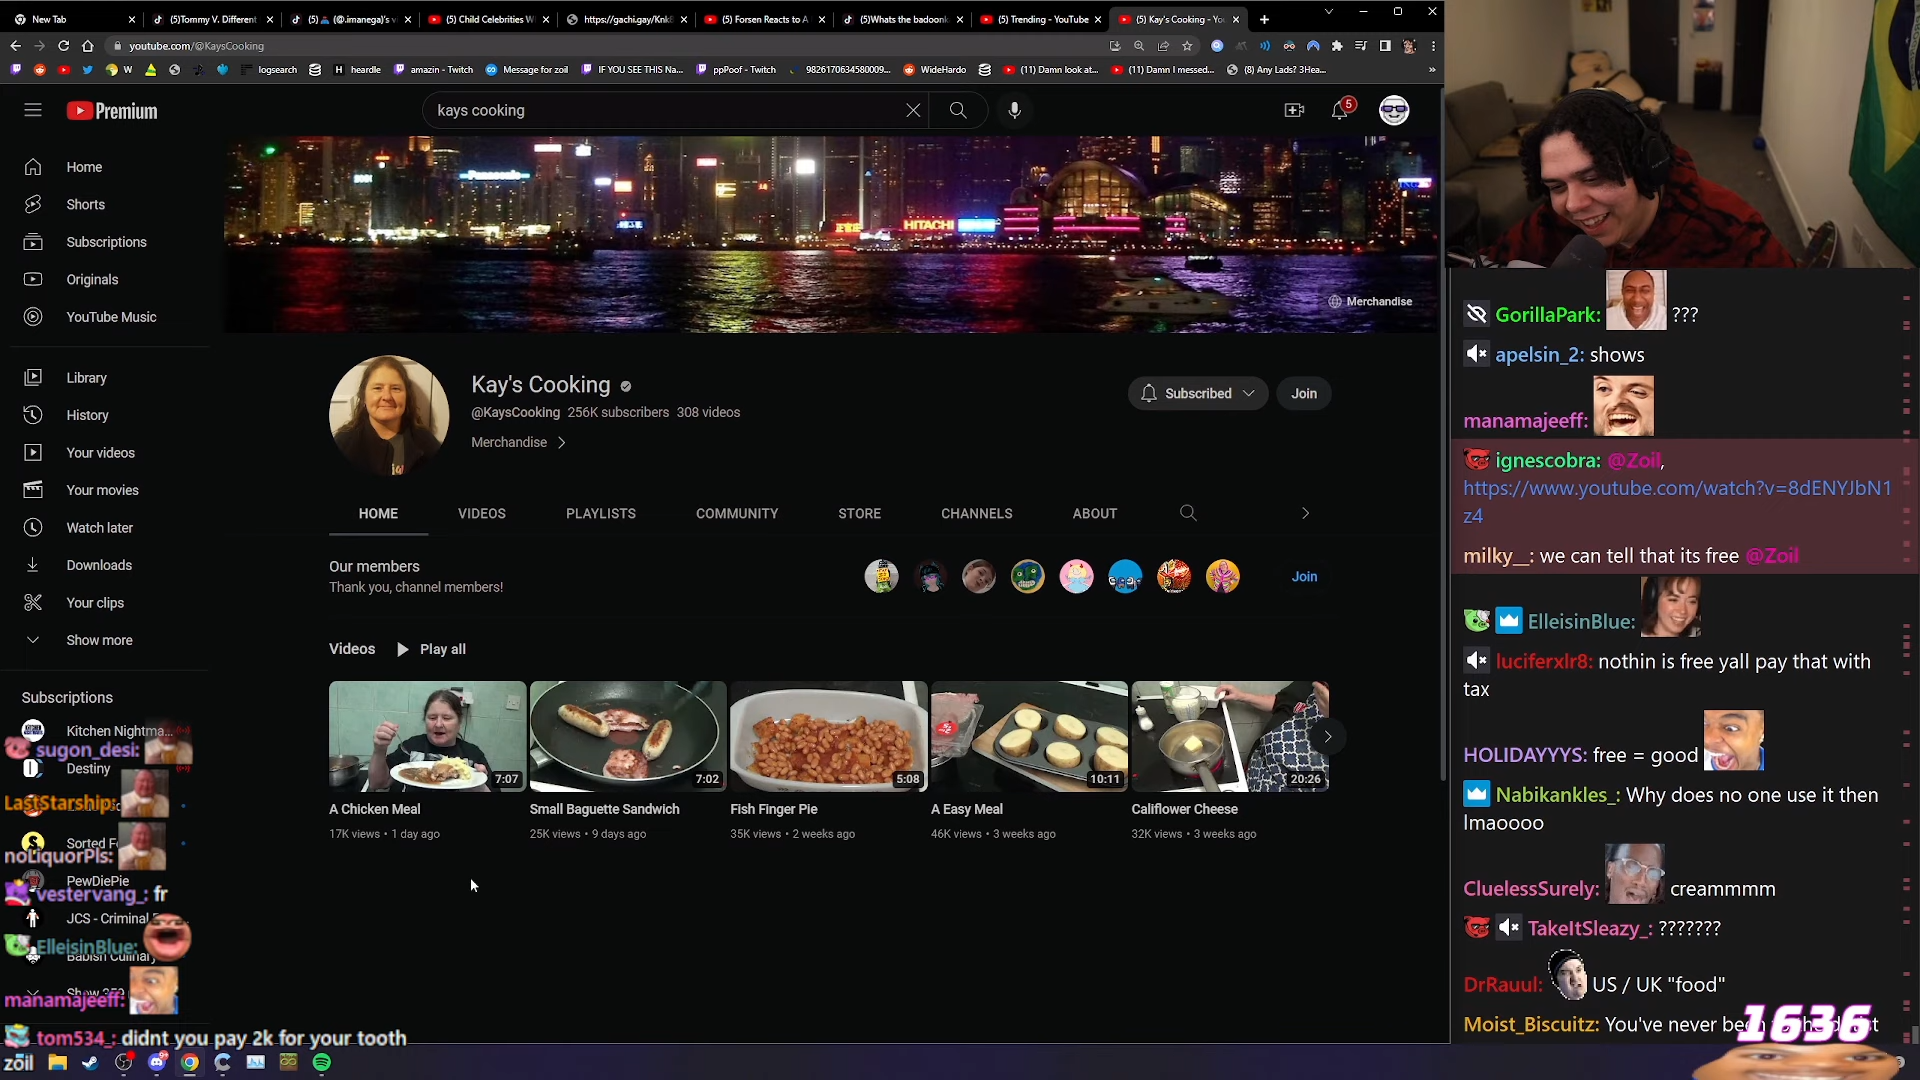 New Tab
(5)Tommy V. Different
(5)
(@.imanega)'s v
(5) Child Celebrities W
https://gachi.gay/Knk
(5) Forsen Reacts to A
(5)Whats the badoonk
(5) Trending - YouTube
(5) Kay's Cooking - You
youtube.com/@KaysCooking
W
logsearch
heardle
amazin - Twitch
Message for zoil
IF YOU SEE THIS Na...
ppPoof - Twitch
9826170634580009...
WideHardo
(11) Damn look at...
(11) Damn I messed...
(8) Any Lads? 3Hea...
Premium
kays cooking
5
Home
Shorts
Subscriptions
Originals
YouTube Music
Library
History
Your videos
Your movies
Watch later
Downloads
Your clips
Show more
Subscriptions
Kitchen Nightma...
sugon_desi:
Destiny
LastStarship:
Sorted F
noLiquorPls:
PewDiePie
vestervang_: fr
JCS - Criminal
ElleisinBlue:
Babish Culinary
manamajeeff:
tom534_: didnt you pay 2k for your tooth
zoil
Panasonic
HITACHI
ING
Merchandise
Kay's Cooking
@KaysCooking 256K subscribers 308 videos
Merchandise
Subscribed
Join
HOME
VIDEOS
PLAYLISTS
COMMUNITY
STORE
CHANNELS
ABOUT
Our members
Thank you, channel members!
Join
Videos
Play all
7:07
7:02
5:08
10:11
20:26
A Chicken Meal
Small Baguette Sandwich
Fish Finger Pie
A Easy Meal
Califlower Cheese
17K views • 1 day ago
25K views • 9 days ago
35K views • 2 weeks ago
46K views • 3 weeks ago
32K views • 3 weeks ago
GorillaPark: ???
apelsin_2: shows
manamajeeff:
ignescobra: @Zoil,
https://www.youtube.com/watch?v=8dENYJbN1
z4
milky__: we can tell that its free @Zoil
ElleisinBlue:
luciferxlr8: nothin is free yall pay that with
tax
HOLIDAYYYS: free = good
Nabikankles_: Why does no one use it then
lmaoooo
CluelessSurely: creammmm
TakeItSleazy_: ???????
DrRauul: US / UK "food"
Moist_Biscuitz: You've never
1636